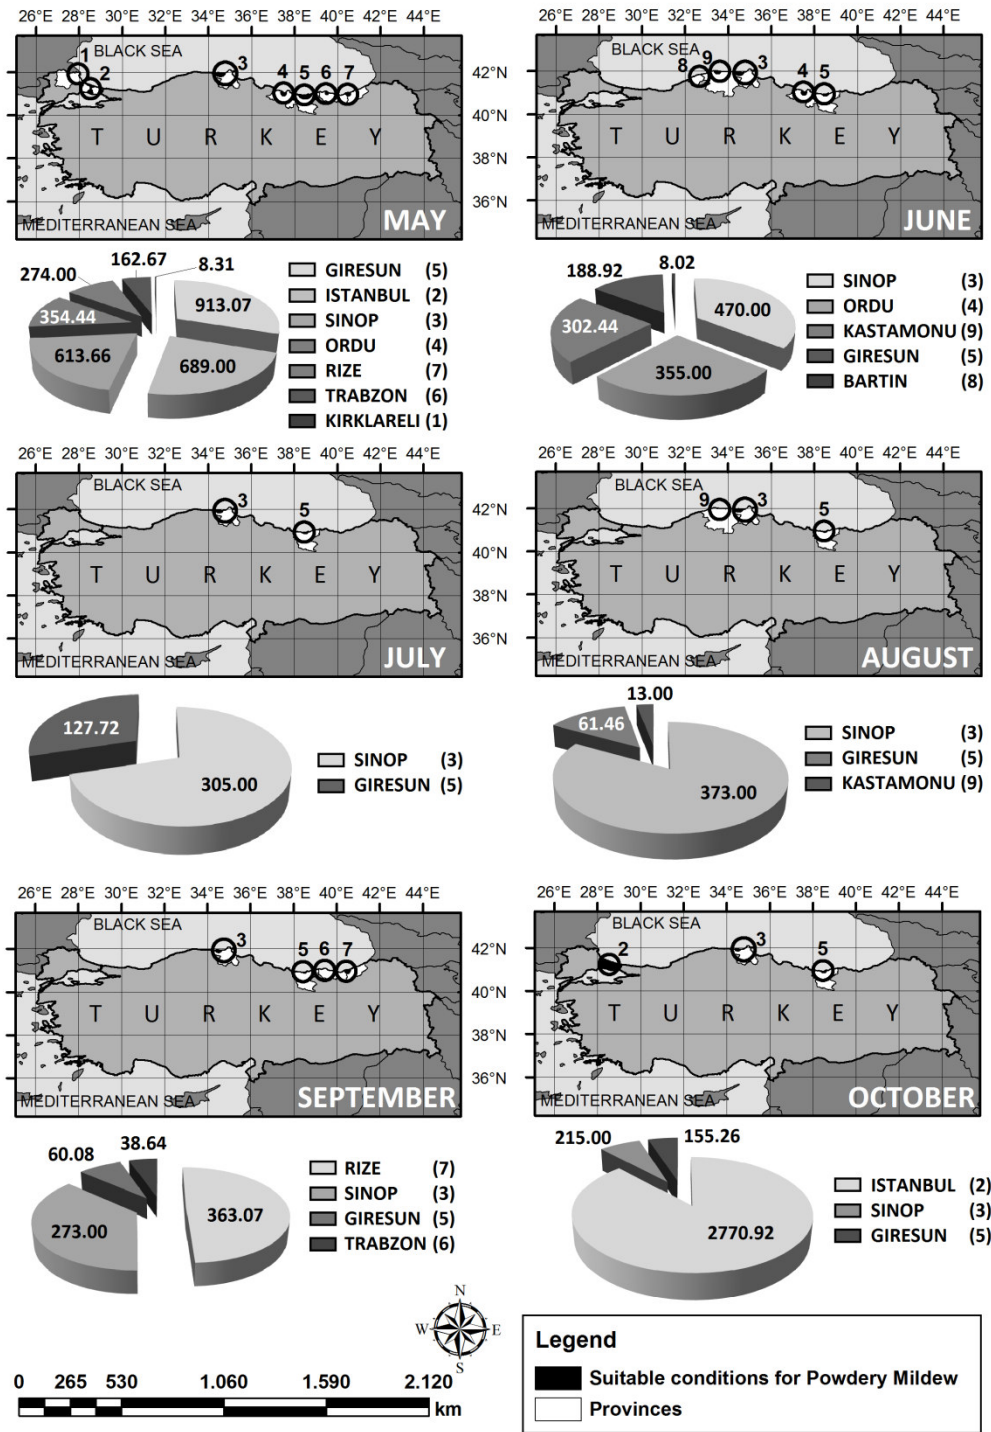 26°E 28°E 30°E 32°E 34°E 36°E 38°E 40°E 42°E 44°E
BLACK SEA
1
2
3
4 5 6 7
42°N
40°N
38°N
36°N
T U R K E Y
MEDITERRANEAN SEA
MAY
274.00
162.67
8.31
354.44
913.07
613.66
689.00
GIRESUN (5)
ISTANBUL (2)
SINOP (3)
ORDU (4)
RIZE (7)
TRABZON (6)
KIRKLARELI (1)
26°E 28°E 30°E 32°E 34°E 36°E 38°E 40°E 42°E 44°E
BLACK SEA
8 9 3
4 5
T U R K E Y
MEDITERRANEAN SEA
JUNE
188.92
8.02
302.44
470.00
355.00
SINOP (3)
ORDU (4)
KASTAMONU (9)
GIRESUN (5)
BARTIN (8)
26°E 28°E 30°E 32°E 34°E 36°E 38°E 40°E 42°E 44°E
BLACK SEA
3
5
42°N
40°N
38°N
36°N
T U R K E Y
MEDITERRANEAN SEA
JULY
127.72
305.00
SINOP (3)
GIRESUN (5)
26°E 28°E 30°E 32°E 34°E 36°E 38°E 40°E 42°E 44°E
BLACK SEA
9 3
5
T U R K E Y
MEDITERRANEAN SEA
AUGUST
13.00
61.46
373.00
SINOP (3)
GIRESUN (5)
KASTAMONU (9)
26°E 28°E 30°E 32°E 34°E 36°E 38°E 40°E 42°E 44°E
BLACK SEA
3
5 6 7
42°N
40°N
38°N
36°N
T U R K E Y
MEDITERRANEAN SEA
SEPTEMBER
38.64
60.08
363.07
273.00
RIZE (7)
SINOP (3)
GIRESUN (5)
TRABZON (6)
26°E 28°E 30°E 32°E 34°E 36°E 38°E 40°E 42°E 44°E
BLACK SEA
2
3
5
T U R K E Y
MEDITERRANEAN SEA
OCTOBER
215.00
155.26
2770.92
ISTANBUL (2)
SINOP (3)
GIRESUN (5)
N
W E
S
0 265 530 1.060 1.590 2.120
km
Legend
Suitable conditions for Powdery Mildew
Provinces